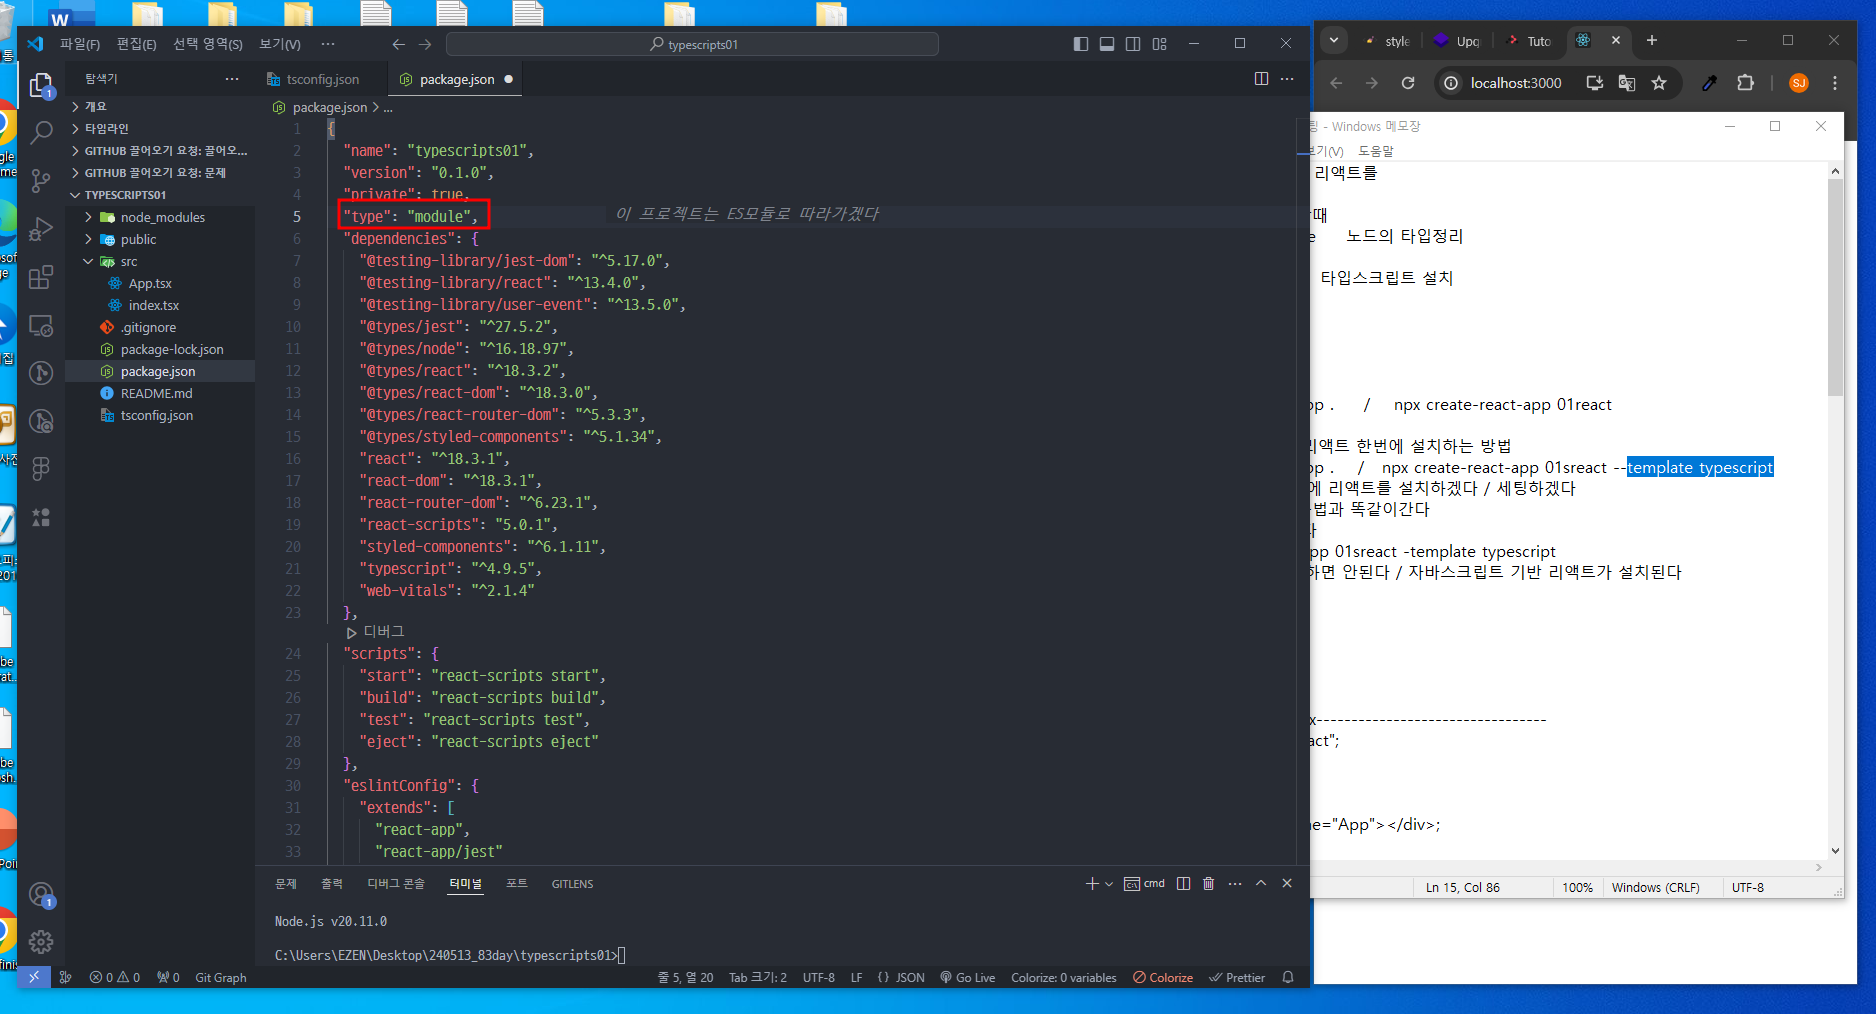 파일(F) 편집(E) 선택 영역(S) 보기(V) ···
typescripts01
탐색기
tsconfig.json
package.json
package.json > ...
개요
타임라인
GITHUB 끌어오기 요청: 끌어오...
GITHUB 끌어오기 요청: 문제
TYPESCRIPTS01
node_modules
public
src
App.tsx
index.tsx
.gitignore
package-lock.json
package.json
README.md
tsconfig.json
1 {
2 "name": "typescripts01",
3 "version": "0.1.0",
4 "private": true,
5 "type": "module", 이 프로젝트는 ES모듈로 따라가겠다
6 "dependencies": {
7 "@testing-library/jest-dom": "^5.17.0",
8 "@testing-library/react": "^13.4.0",
9 "@testing-library/user-event": "^13.5.0",
10 "@types/jest": "^27.5.2",
11 "@types/node": "^16.18.97",
12 "@types/react": "^18.3.2",
13 "@types/react-dom": "^18.3.0",
14 "@types/react-router-dom": "^5.3.3",
15 "@types/styled-components": "^5.1.34",
16 "react": "^18.3.1",
17 "react-dom": "^18.3.1",
18 "react-router-dom": "^6.23.1",
19 "react-scripts": "5.0.1",
20 "styled-components": "^6.1.11",
21 "typescript": "^4.9.5",
22 "web-vitals": "^2.1.4"
23 },
디버그
24 "scripts": {
25 "start": "react-scripts start",
26 "build": "react-scripts build",
27 "test": "react-scripts test",
28 "eject": "react-scripts eject"
29 },
30 "eslintConfig": {
31 "extends": [
32 "react-app",
33 "react-app/jest"
문제 출력 디버그 콘솔 터미널 포트 GITLENS
cmd
Node.js v20.11.0
C:\Users\EZEN\Desktop\240513_83day\typescripts01>
0 0 0 Git Graph
줄 5, 열 20 Tab 크기: 2 UTF-8 LF {} JSON Go Live Colorize: 0 variables Colorize Prettier
style Upg Tuto
localhost:3000
SJ
- Windows 메모장
보기(V) 도움말
리액트를
때
e 노드의 타입정리
타입스크립트 설치
pp . / npx create-react-app 01react
리액트 한번에 설치하는 방법
pp . / npx create-react-app 01sreact --template typescript
에 리액트를 설치하겠다 / 세팅하겠다
법과 똑같이간다
다
pp 01sreact -template typescript
하면 안된다 / 자바스크립트 기반 리액트가 설치된다
x---------------------------------
act";
ne="App"></div>;
Ln 15, Col 86 100% Windows (CRLF) UTF-8